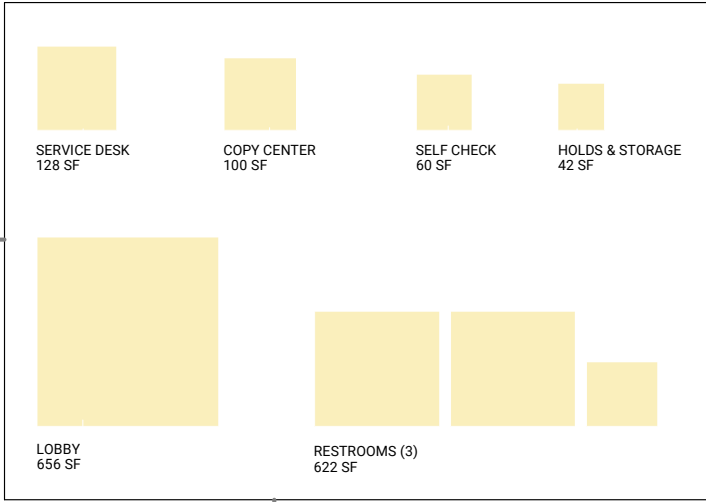 SERVICE DESK
128 SF
COPY CENTER
100 SF
SELF CHECK
60 SF
HOLDS & STORAGE
42 SF
LOBBY
656 SF
RESTROOMS (3)
622 SF